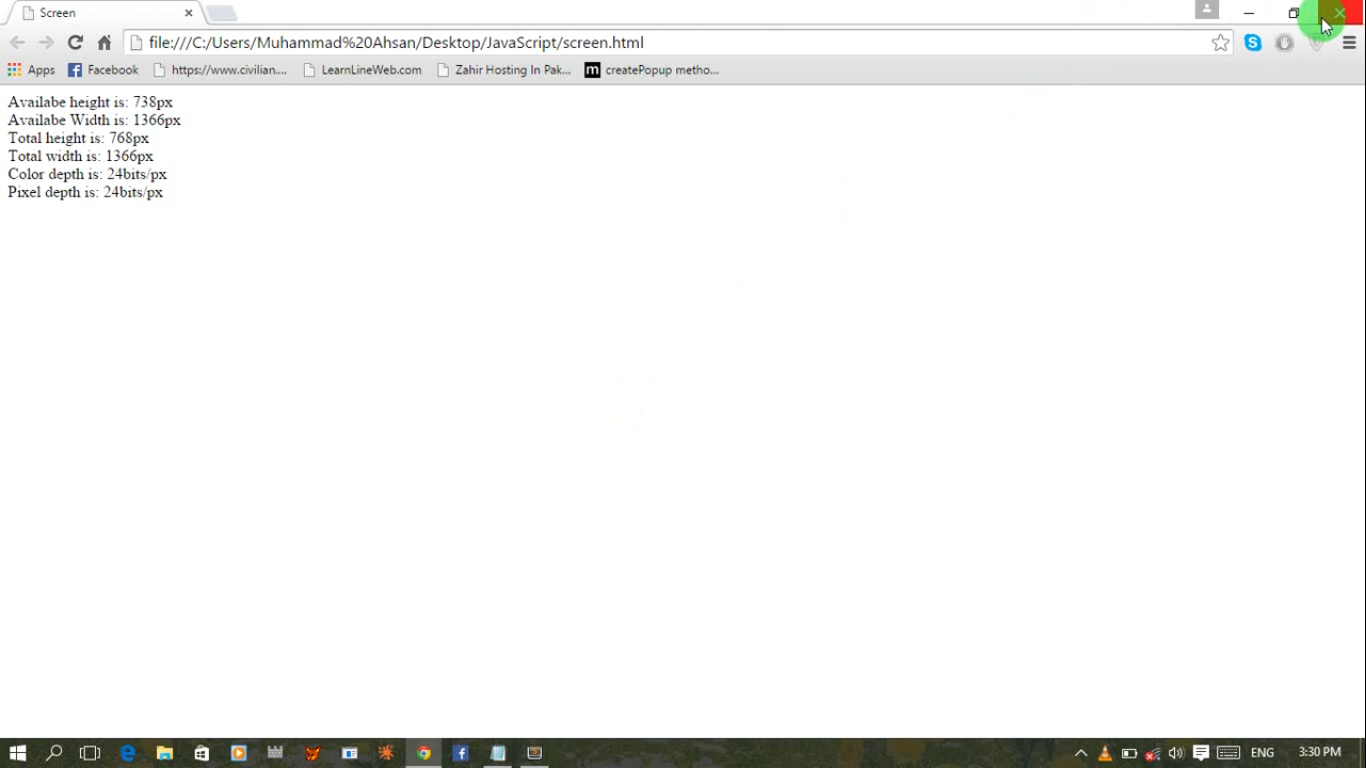 Screen
file:///C:/Users/Muhammad%20Ahsan/Desktop/JavaScript/screen.html
Apps Facebook https://www.civilian.... LearnLineWeb.com Zahir Hosting In Pak... m createPopup metho...
Availabe height is: 738px
Availabe Width is: 1366px
Total height is: 768px
Total width is: 1366px
Color depth is: 24bits/px
Pixel depth is: 24bits/px
ENG 3:30 PM